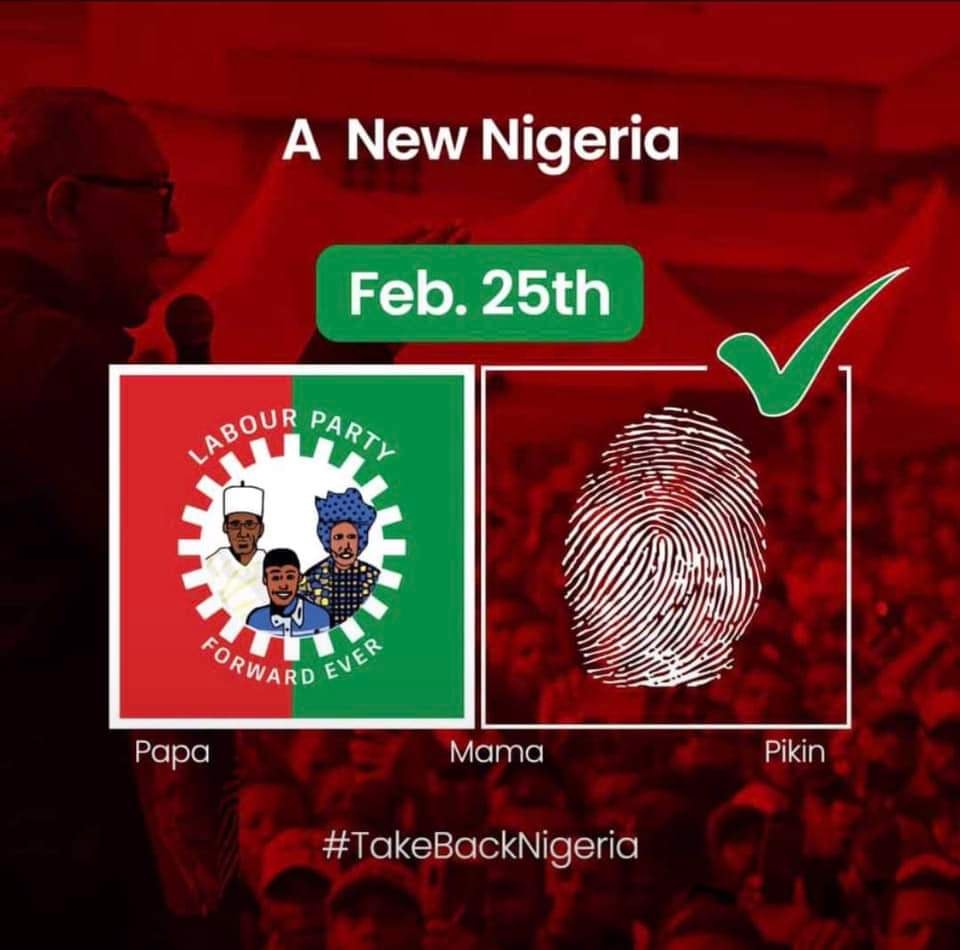 A New Nigeria
Feb. 25th
LABOUR PARTY
FORWARD EVER
Papa Mama Pikin
#TakeBackNigeria